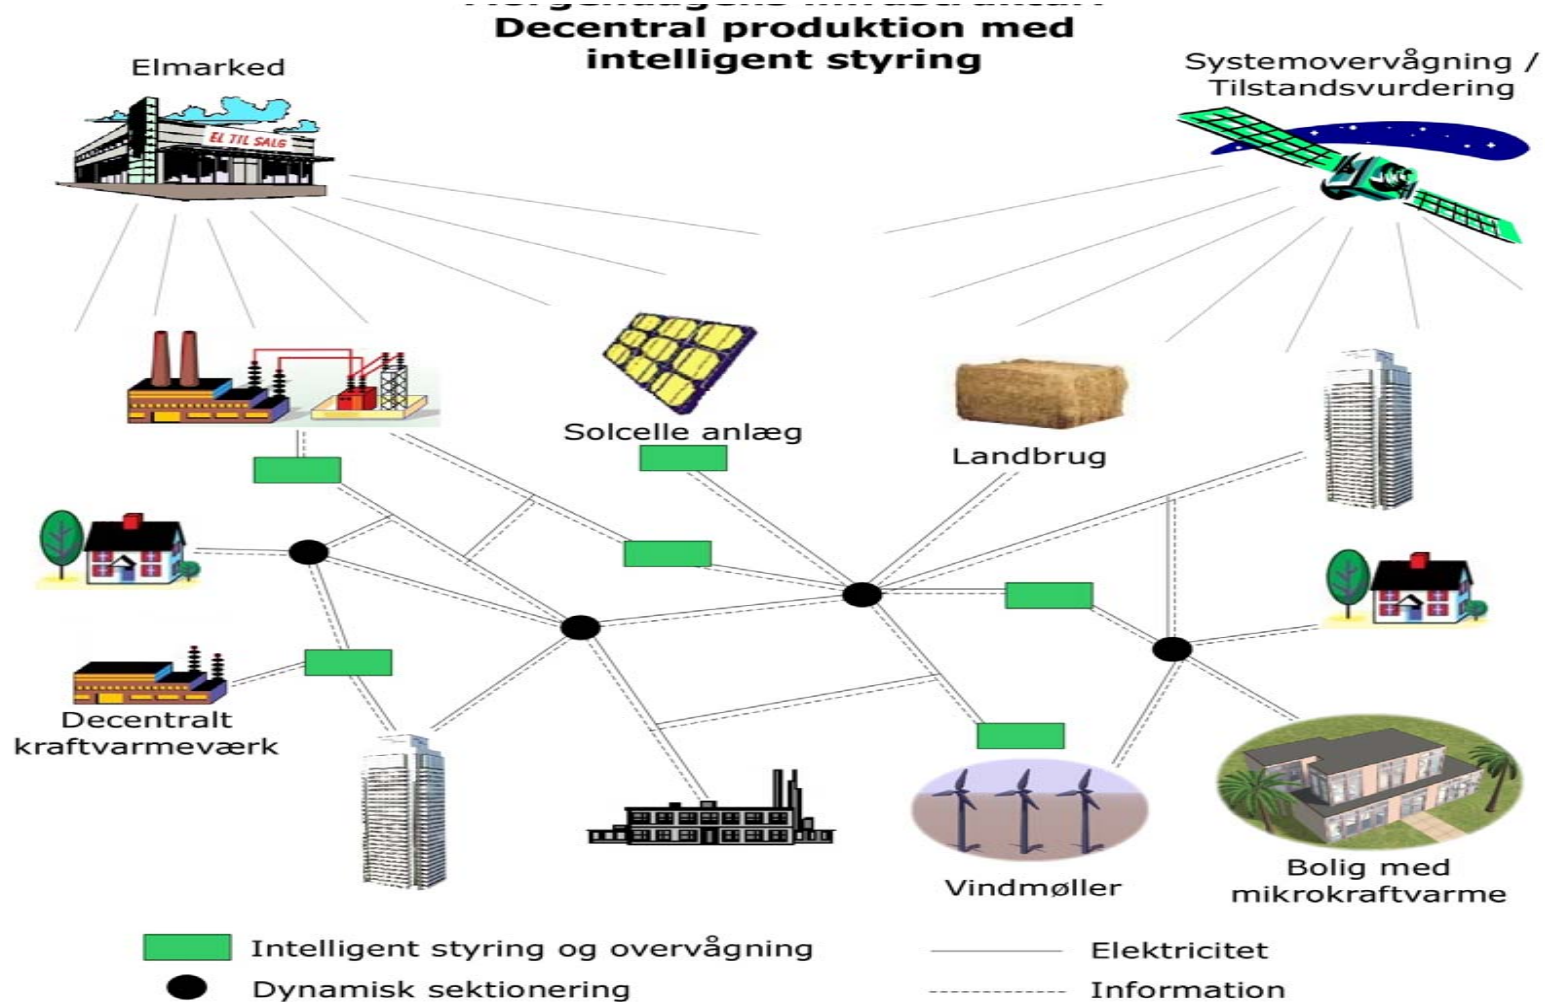 Decentral produktion med
intelligent styring
Elmarked
Systemovervågning /
Tilstandsvurdering
EL TIL SALG
Solcelle anlæg
Landbrug
Decentralt
kraftvarmeværk
Vindmøller
Bolig med
mikrokraftvarme
Intelligent styring og overvågning
Elektricitet
Dynamisk sektionering
Information